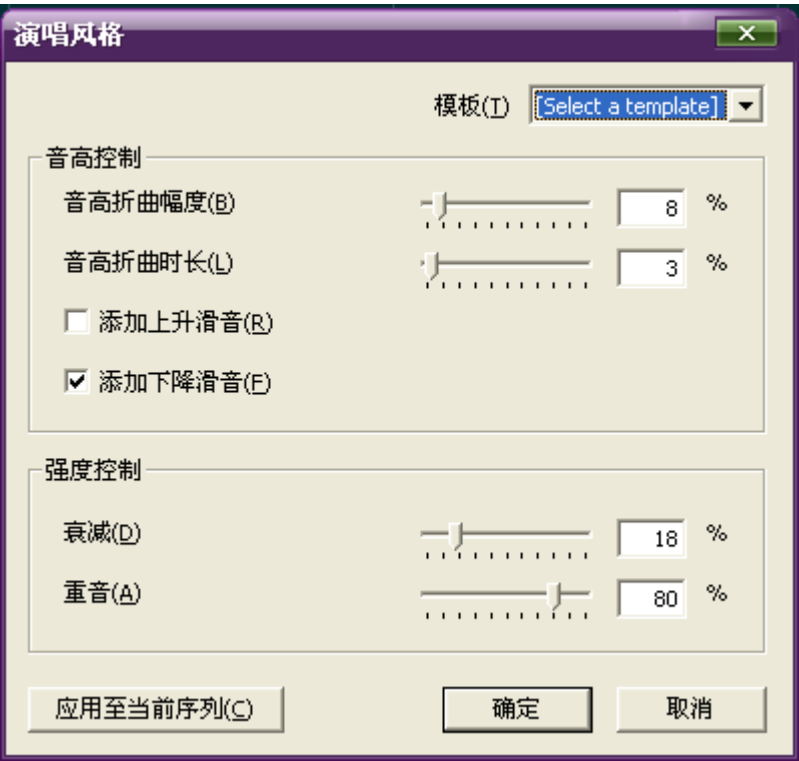 演唱风格
模板(T) [Select a template]
音高控制
音高折曲幅度(B) 8 %
音高折曲时长(L) 3 %
添加上升滑音(R)
添加下降滑音(F)
强度控制
衰减(D) 18 %
重音(A) 80 %
应用至当前序列(C) 确定 取消